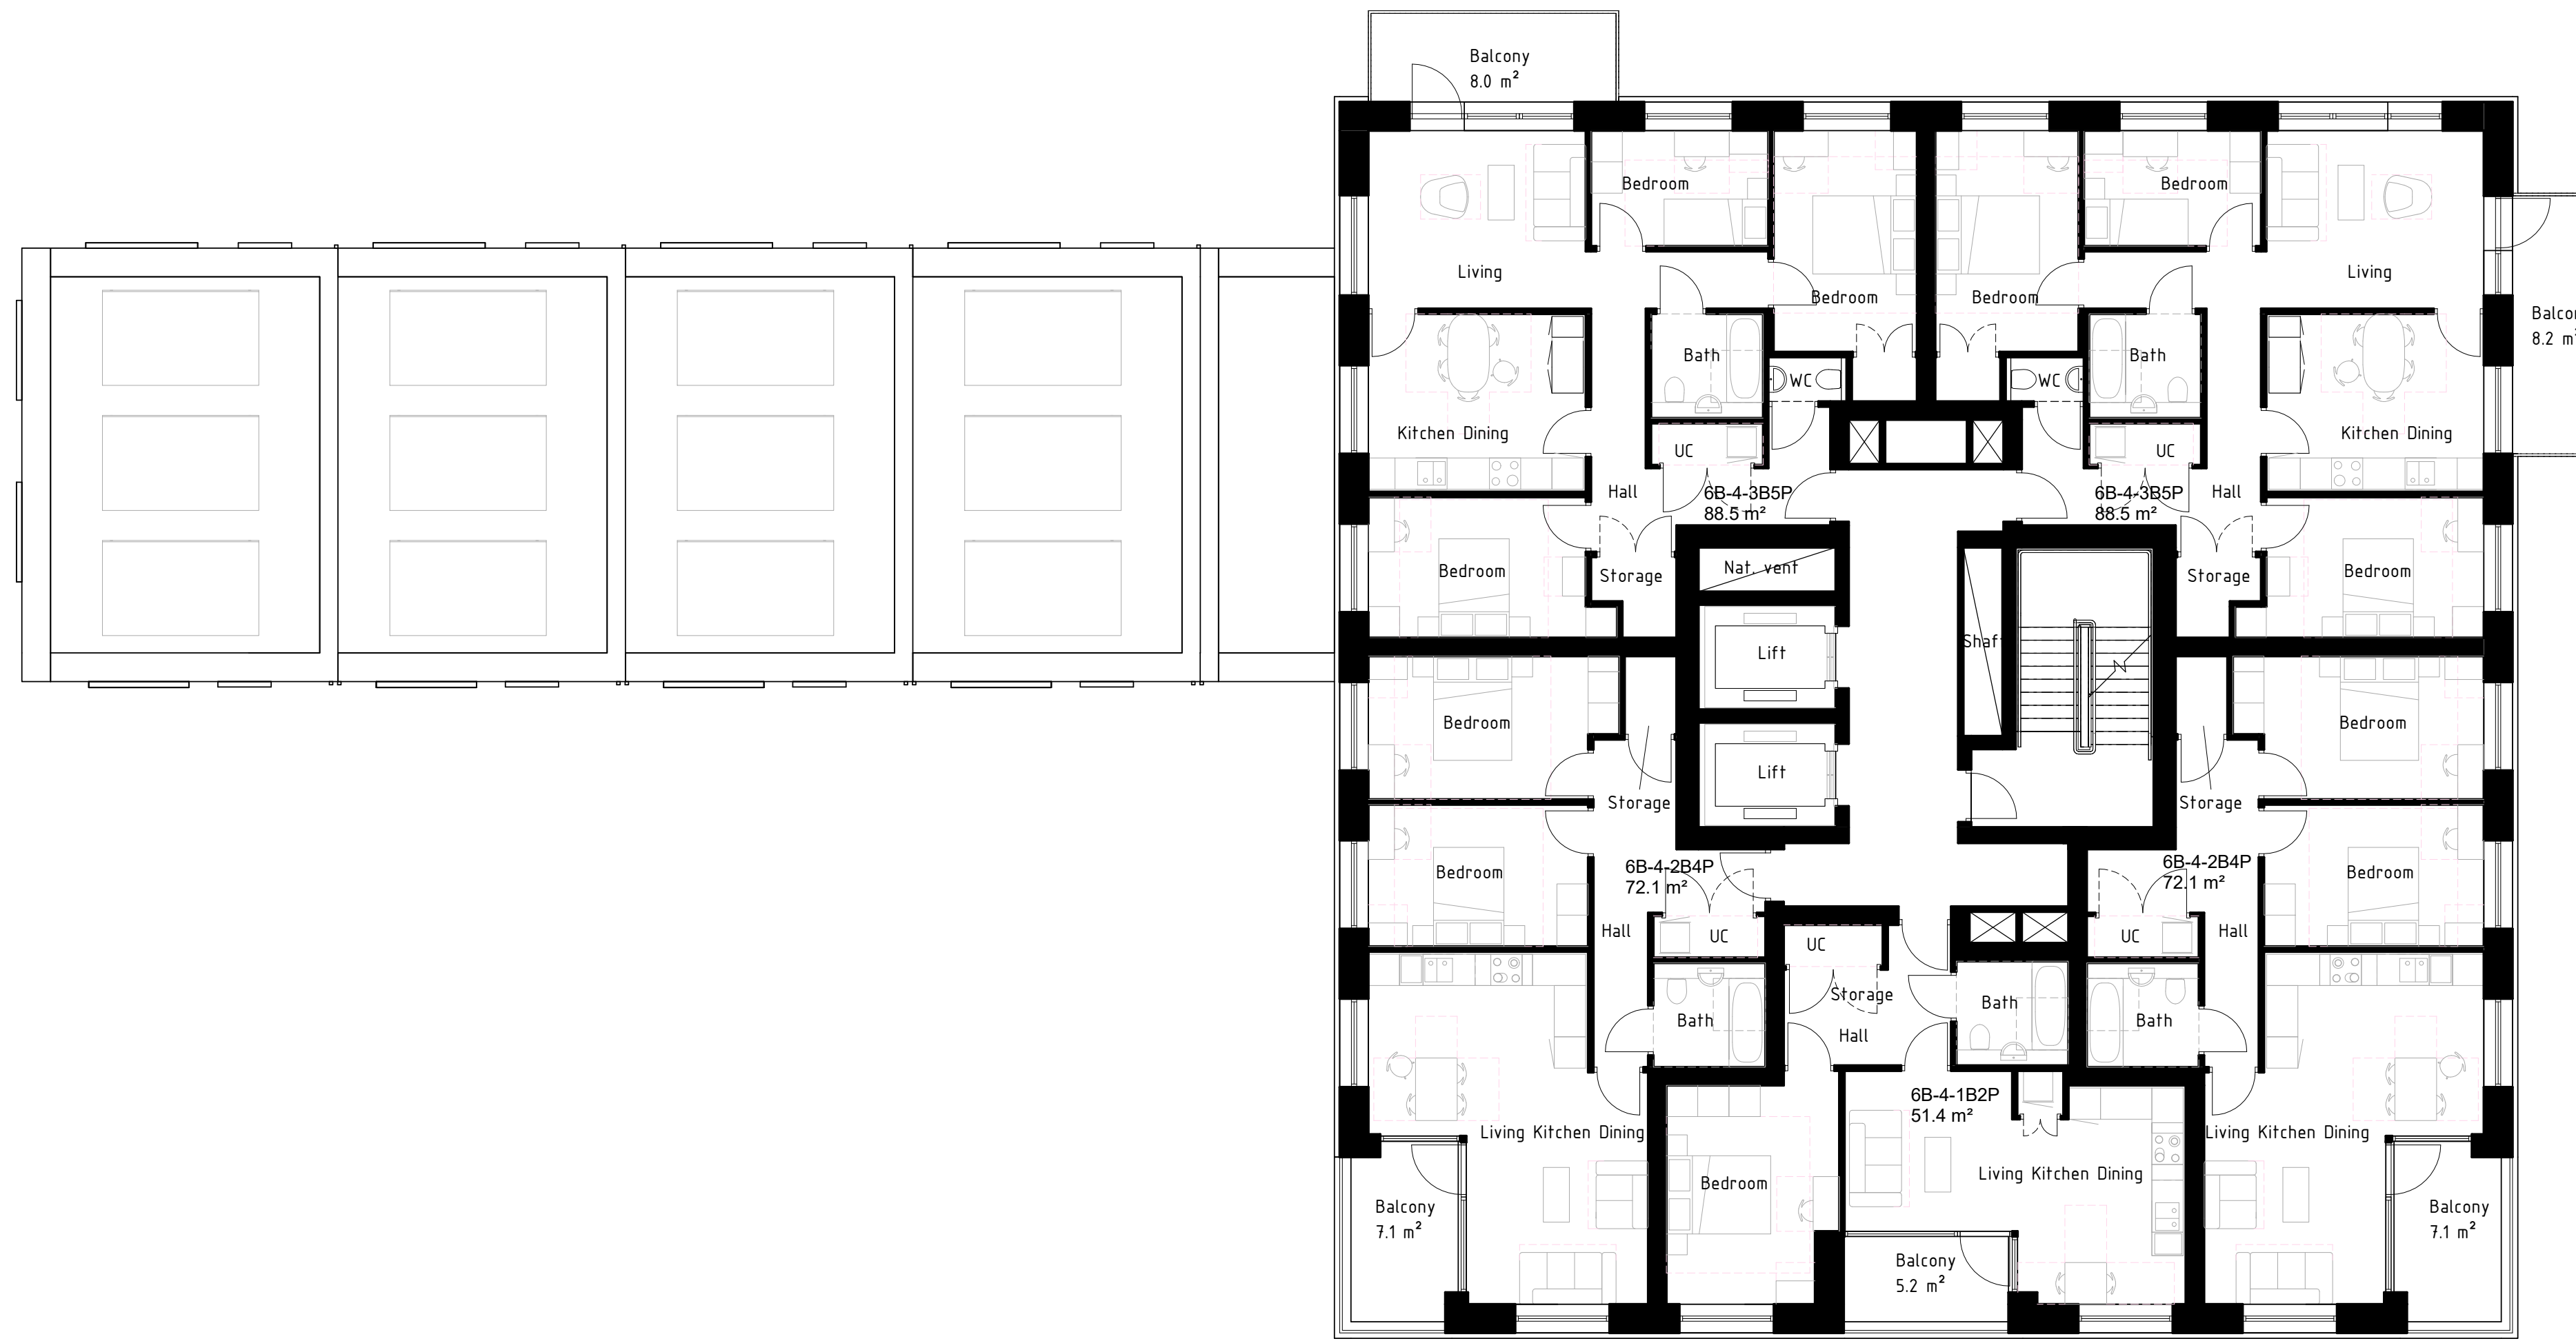 Balcony
8.0 m²
Bedroom
Bedroom
Living
Living
Bedroom
Bedroom
8.2 m²
Bath
Bath
WC
WC
Kitchen Dining
Kitchen Dining
UC
UC
Hall
6B-4-3B5P
88.5 m²
6B-4-3B5P
88.5 m²
Hall
Nat. vent
Bedroom
Storage
Storage
Bedroom
Lift
Shaft
Bedroom
Bedroom
Lift
Storage
Storage
Bedroom
6B-4-2B4P
72.1 m²
6B-4-2B4P
72.1 m²
Bedroom
Hall
UC
UC
UC
Hall
Storage
Bath
Bath
Bath
Hall
6B-4-1B2P
51.4 m²
Living Kitchen Dining
Living Kitchen Dining
Bedroom
Living Kitchen Dining
Balcony
7.1 m²
Balcony
7.1 m²
Balcony
5.2 m²